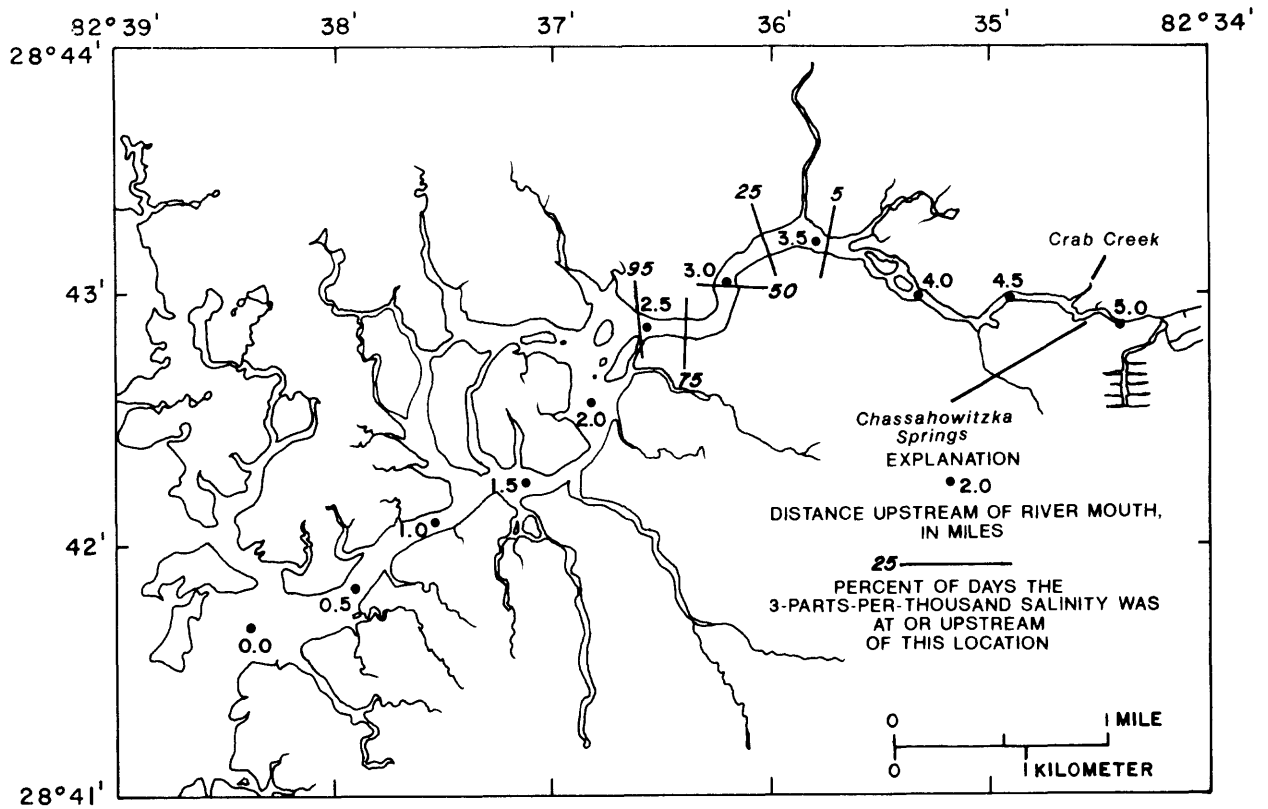 82°39' 38' 37' 36' 35' 82°34'
28°44'
25 5
3.5
Crab Creek
95 3.0
43' 50 4.0 4.5
2.5 5.0
75
2.0
Chassahowitzka
Springs
EXPLANATION
1.5 2.0
DISTANCE UPSTREAM OF RIVER MOUTH,
IN MILES
1.0
42'
25
PERCENT OF DAYS THE
3-PARTS-PER-THOUSAND SALINITY WAS
AT OR UPSTREAM
OF THIS LOCATION
0.5
0.0
0 1 MILE
0 1 KILOMETER
28°41'